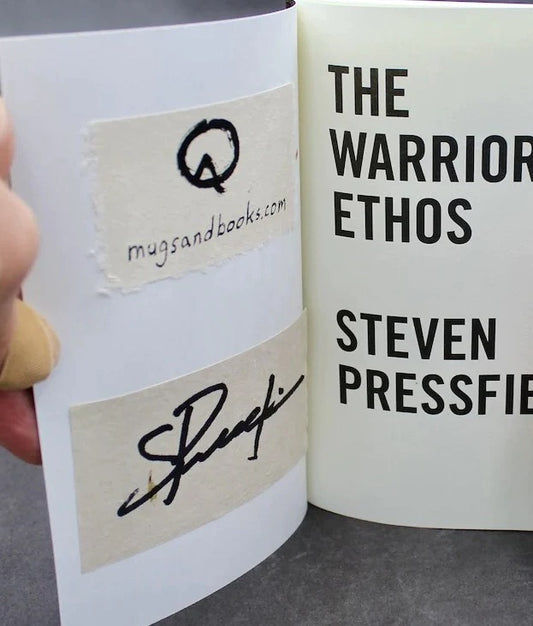 mugsandbooks.com
THE
WARRIOR
ETHOS
STEVEN
PRESSFIE